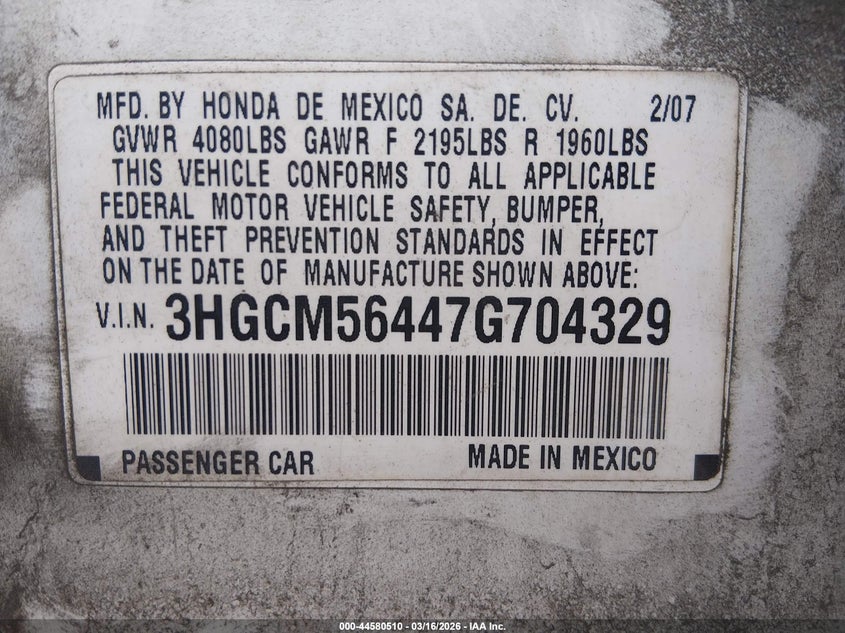 MFD. BY HONDA DE MEXICO SA. DE. CV. 2/07
GVWR 4080LBS GAWR F 2195LBS R 1960LBS
THIS VEHICLE CONFORMS TO ALL APPLICABLE
FEDERAL MOTOR VEHICLE SAFETY, BUMPER,
AND THEFT PREVENTION STANDARDS IN EFFECT
ON THE DATE OF MANUFACTURE SHOWN ABOVE:
V.I.N. 3HGCM56447G704329
PASSENGER CAR MADE IN MEXICO
000-44580510 - 03/16/2026 - IAA Inc.